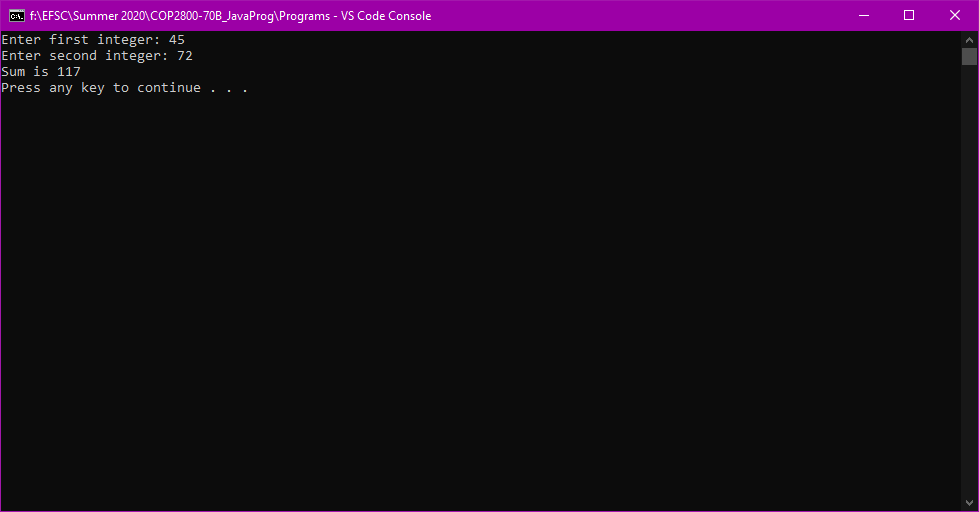 f:\EFSC\Summer 2020\COP2800-70B_JavaProg\Programs - VS Code Console
Enter first integer: 45
Enter second integer: 72
Sum is 117
Press any key to continue . . .